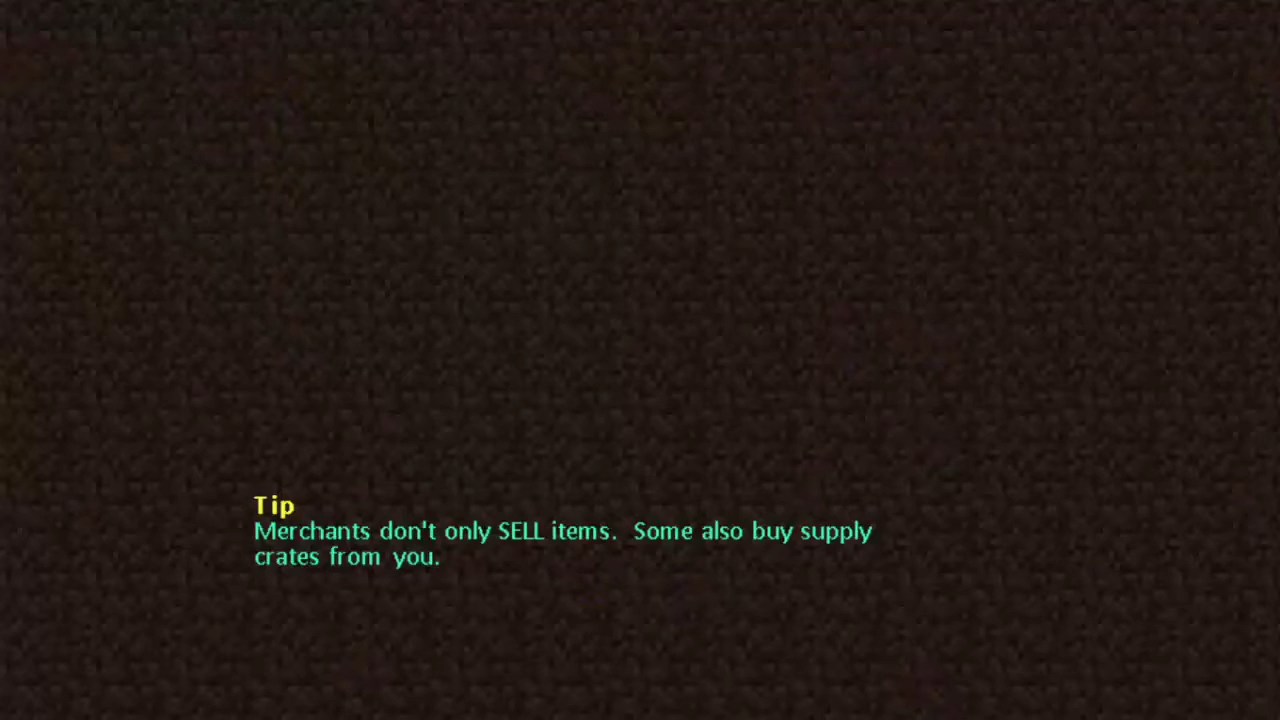 Tip
Merchants don't only SELL items.  Some also buy supply
crates from you.